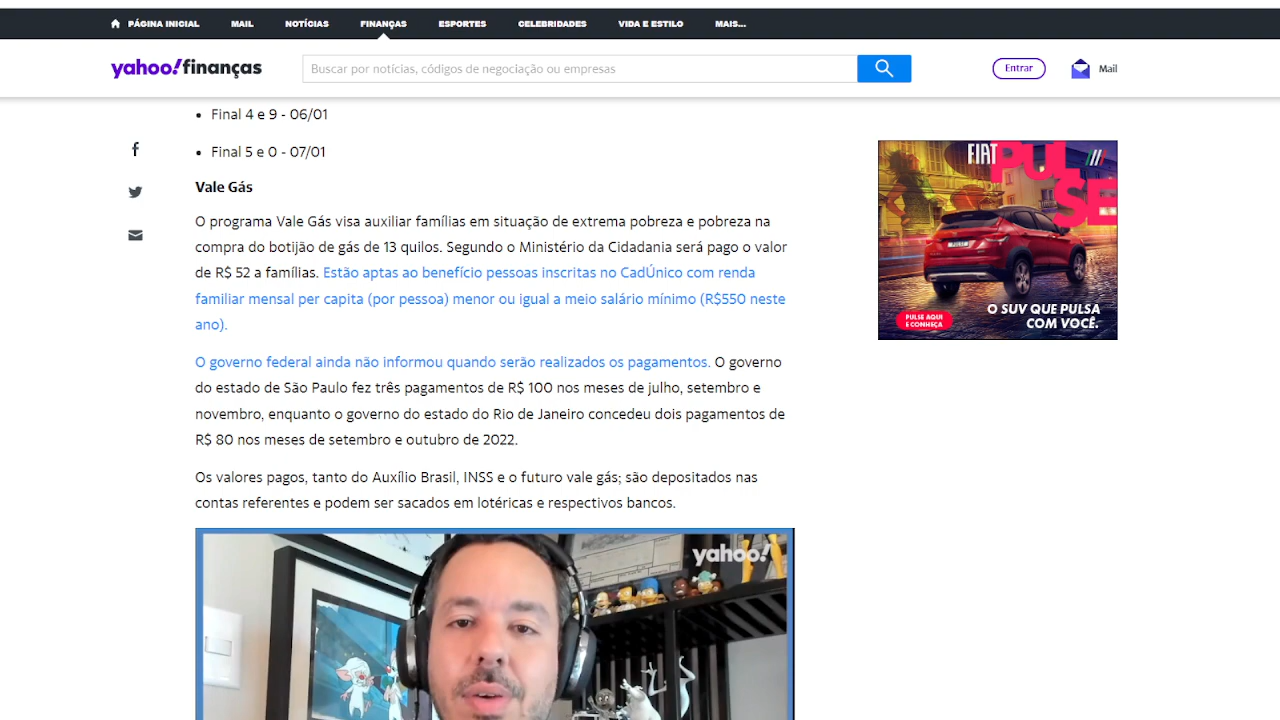 PÁGINA INICIAL MAIL NOTÍCIAS FINANÇAS ESPORTES CELEBRIDADES VIDA E ESTILO MAIS...
yahoo!finanças
Buscar por notícias, códigos de negociação ou empresas
Entrar
Mail
Final 4 e 9 - 06/01
Final 5 e 0 - 07/01
Vale Gás
O programa Vale Gás visa auxiliar famílias em situação de extrema pobreza e pobreza na
compra do botijão de gás de 13 quilos. Segundo o Ministério da Cidadania será pago o valor
de R$ 52 a famílias. Estão aptas ao benefício pessoas inscritas no CadÚnico com renda
familiar mensal per capita (por pessoa) menor ou igual a meio salário mínimo (R$550 neste
ano).
O governo federal ainda não informou quando serão realizados os pagamentos. O governo
do estado de São Paulo fez três pagamentos de R$ 100 nos meses de julho, setembro e
novembro, enquanto o governo do estado do Rio de Janeiro concedeu dois pagamentos de
R$ 80 nos meses de setembro e outubro de 2022.
Os valores pagos, tanto do Auxílio Brasil, INSS e o futuro vale gás; são depositados nas
contas referentes e podem ser sacados em lotéricas e respectivos bancos.
yahoo!
FIAT
PUL
SE
PULSE
O SUV QUE PULSA
COM VOCÊ.
PULSE AQUI
E CONHEÇA